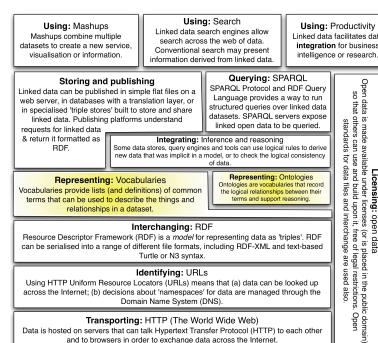 Using: Mashups
Mashups combine multiple
datasets to create a new service,
visualisation or information.
Using: Search
Linked data search engines allow
search across the web of data.
Conventional search may present
information derived from linked data.
Using: Productivity
Linked data facilitates data
integration for business
intelligence or research.
Storing and publishing
Linked data can be published in simple flat files on a
web server, in databases with a translation layer, or
in specialised 'triple stores' built to store and share
linked data. Publishing platforms understand
requests for linked data
& return it formatted as
RDF.
Querying: SPARQL
SPARQL Protocol and RDF Query
Language provides a way to run
structured queries over linked data
datasets. SPARQL servers expose
linked open data to be queried.
Integrating: Inference and reasoning
Some data stores, query engines and tools can use logical rules to derive
new data that was implicit in a model, or to check the logical consistency
of data.
Representing: Vocabularies
Vocabularies provide lists (and definitions) of common
terms that can be used to describe the things and
relationships in a dataset.
Representing: Ontologies
Ontologies are vocabularies that record
the logical relationships between their
terms and support reasoning.
Interchanging: RDF
Resource Descriptor Framework (RDF) is a model for representing data as 'triples'. RDF
can be serialised into a range of different file formats, including RDF-XML and text-based
Turtle or N3 syntax.
Identifying: URLs
Using HTTP Uniform Resource Locators (URLs) means that (a) data can be looked up
across the Internet; (b) decisions about 'namespaces' for data are managed through the
Domain Name System (DNS).
Transporting: HTTP (The World Wide Web)
Data is hosted on servers that can talk Hypertext Transfer Protocol (HTTP) to each other
and to browsers in order to exchange data across the Internet.
Licensing: open data
Open data is made available under licences (or is placed in the public domain)
so that others can use and build upon it, free of legal restrictions. Open
standards for data files and interchange are used also.